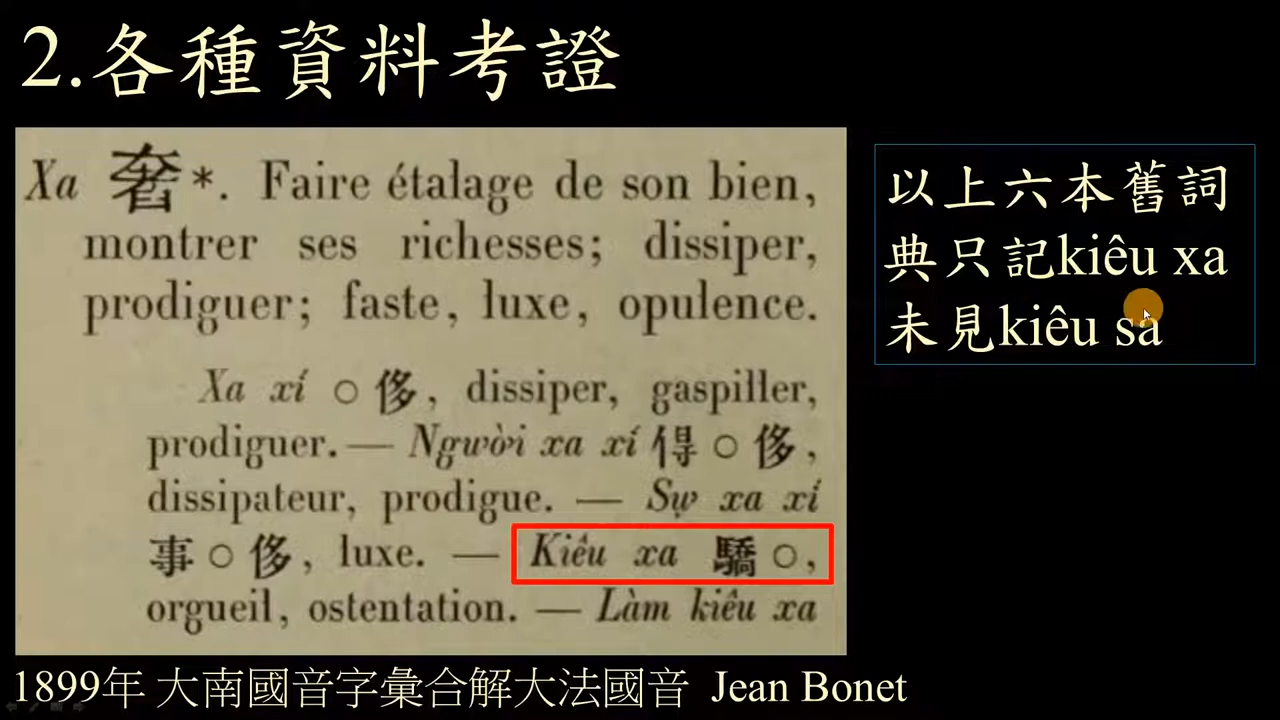 2.各種資料考證
Xa 奢*. Faire étalage de son bien,
montrer ses richesses; dissiper,
prodiguer; faste, luxe, opulence.
Xa xí ○侈, dissiper, gaspiller,
prodiguer. — Người xa xí 㝵○侈,
dissipateur, prodigue. — Sự xa xí
事○侈, luxe. — Kiêu xa 驕○,
orgueil, ostentation. — Làm kiêu xa
以上六本舊詞
典只記kiêu xa
未見kiêu sa
1899年 大南國音字彙合解大法國音 Jean Bonet